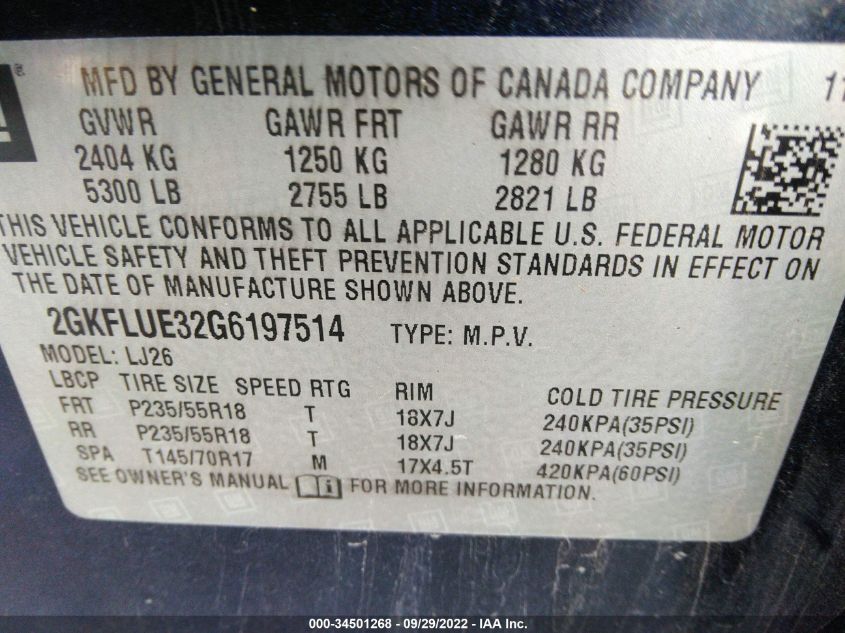 MFD BY GENERAL MOTORS OF CANADA COMPANY 11
GVWR GAWR FRT GAWR RR
2404 KG 1250 KG 1280 KG
5300 LB 2755 LB 2821 LB
THIS VEHICLE CONFORMS TO ALL APPLICABLE U.S. FEDERAL MOTOR
VEHICLE SAFETY AND THEFT PREVENTION STANDARDS IN EFFECT ON
THE DATE OF MANUFACTURE SHOWN ABOVE.
2GKFLUE32G6197514 TYPE: M.P.V.
MODEL: LJ26
LBCP TIRE SIZE SPEED RTG RIM COLD TIRE PRESSURE
FRT P235/55R18 T 18X7J 240KPA(35PSI)
RR P235/55R18 T 18X7J 240KPA(35PSI)
SPA T145/70R17 M 17X4.5T 420KPA(60PSI)
SEE OWNER'S MANUAL i FOR MORE INFORMATION.
000-34501268 - 09/29/2022 - IAA Inc.